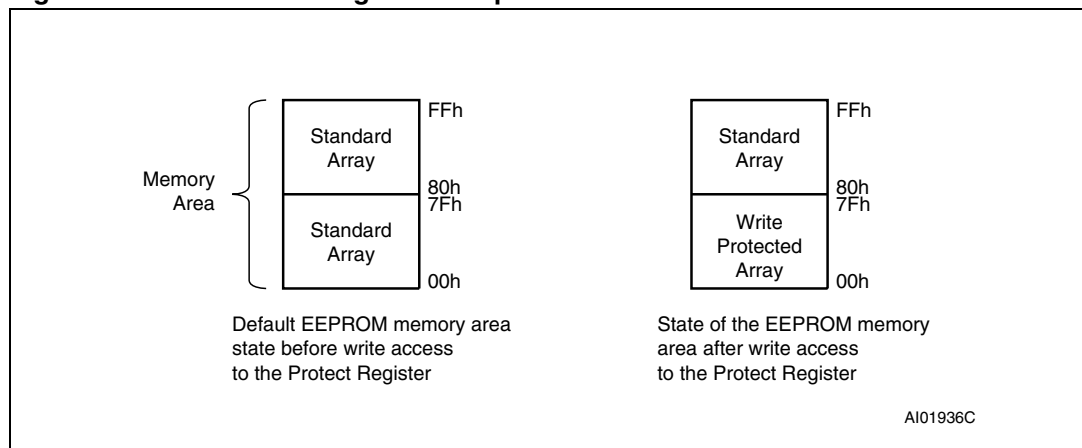 FFh
Standard
Array
Memory
Area
80h
7Fh
Standard
Array
00h
Default EEPROM memory area
state before write access
to the Protect Register
FFh
Standard
Array
80h
7Fh
Write
Protected
Array
00h
State of the EEPROM memory
area after write access
to the Protect Register
AI01936C